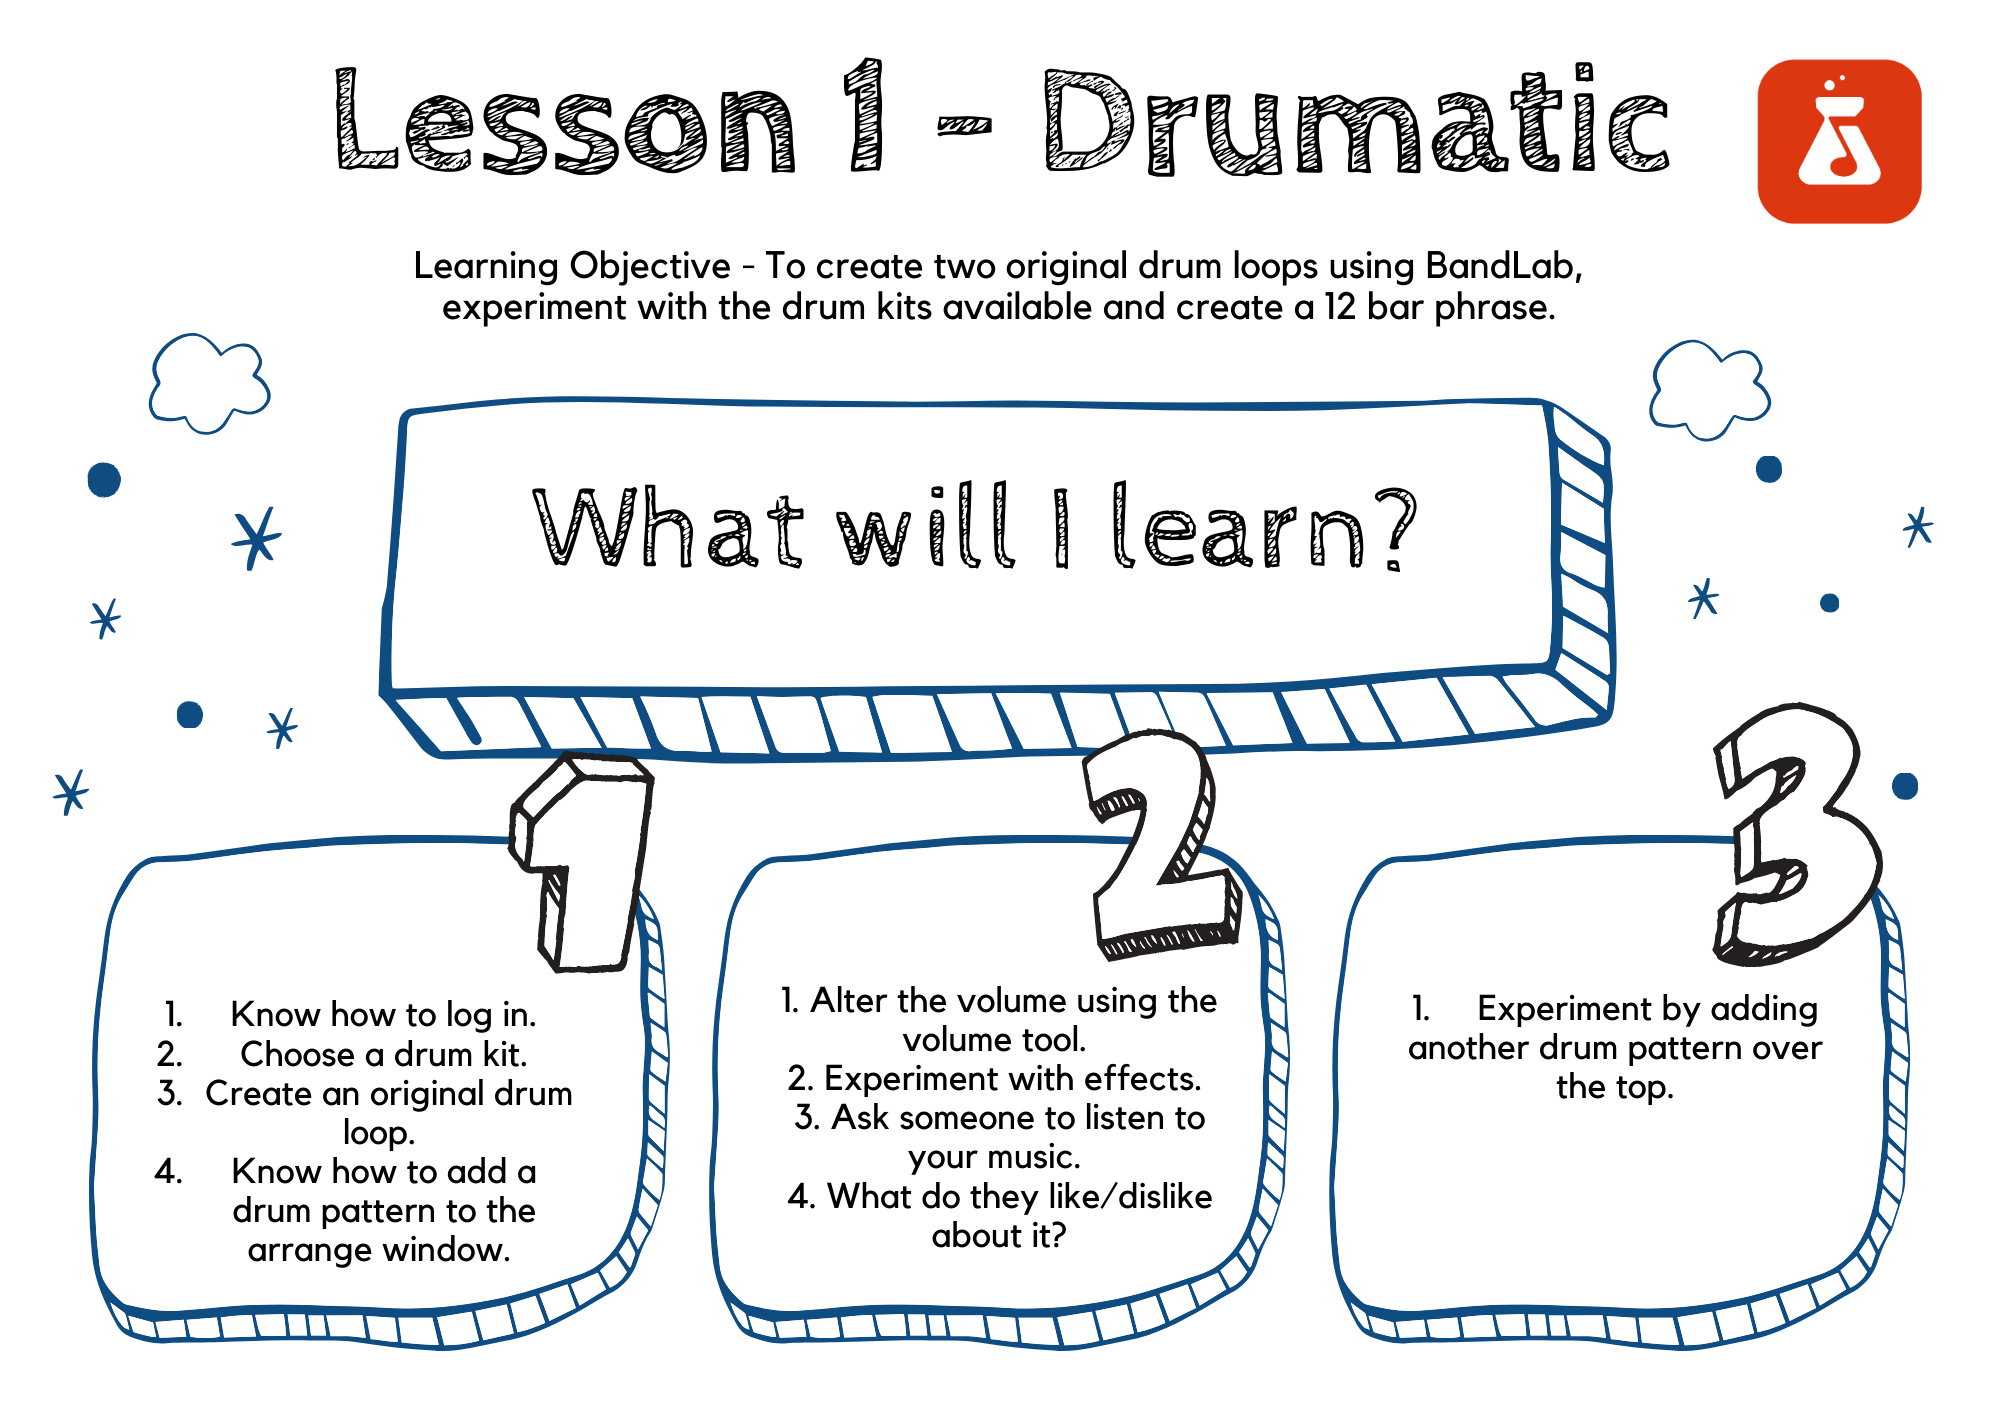 Lesson 1 - Drumatic
Learning Objective - To create two original drum loops using BandLab,
experiment with the drum kits available and create a 12 bar phrase.
What will I learn?
1
1. Know how to log in.
2. Choose a drum kit.
3. Create an original drum
loop.
4. Know how to add a
drum pattern to the
arrange window.
2
1. Alter the volume using the
volume tool.
2. Experiment with effects.
3. Ask someone to listen to
your music.
4. What do they like/dislike
about it?
3
1. Experiment by adding
another drum pattern over
the top.